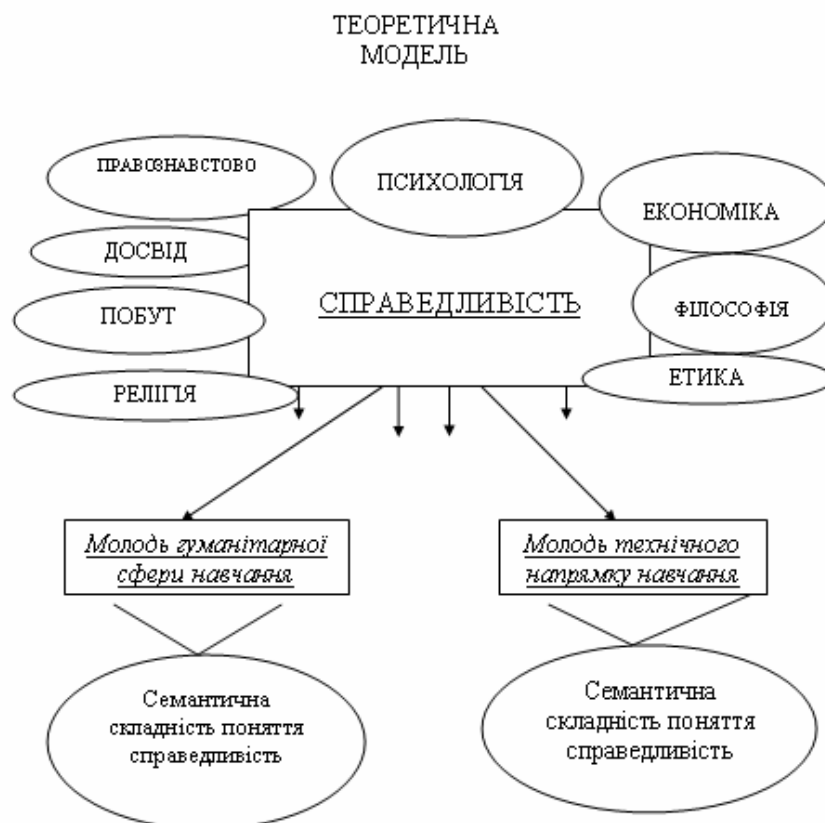 ТЕОРЕТИЧНА
МОДЕЛЬ
ПРАВОЗНАВСТОВО
ПСИХОЛОГІЯ
ЕКОНОМІКА
ДОСВІД
ПОБУТ
СПРАВЕДЛИВІСТЬ
ФІЛОСОФІЯ
РЕЛІГІЯ
ЕТИКА
Молодь гуманітарної
сфери навчання
Молодь технічного
напрямку навчання
Семантична
складність поняття
справедливість
Семантична
складність поняття
справедливість